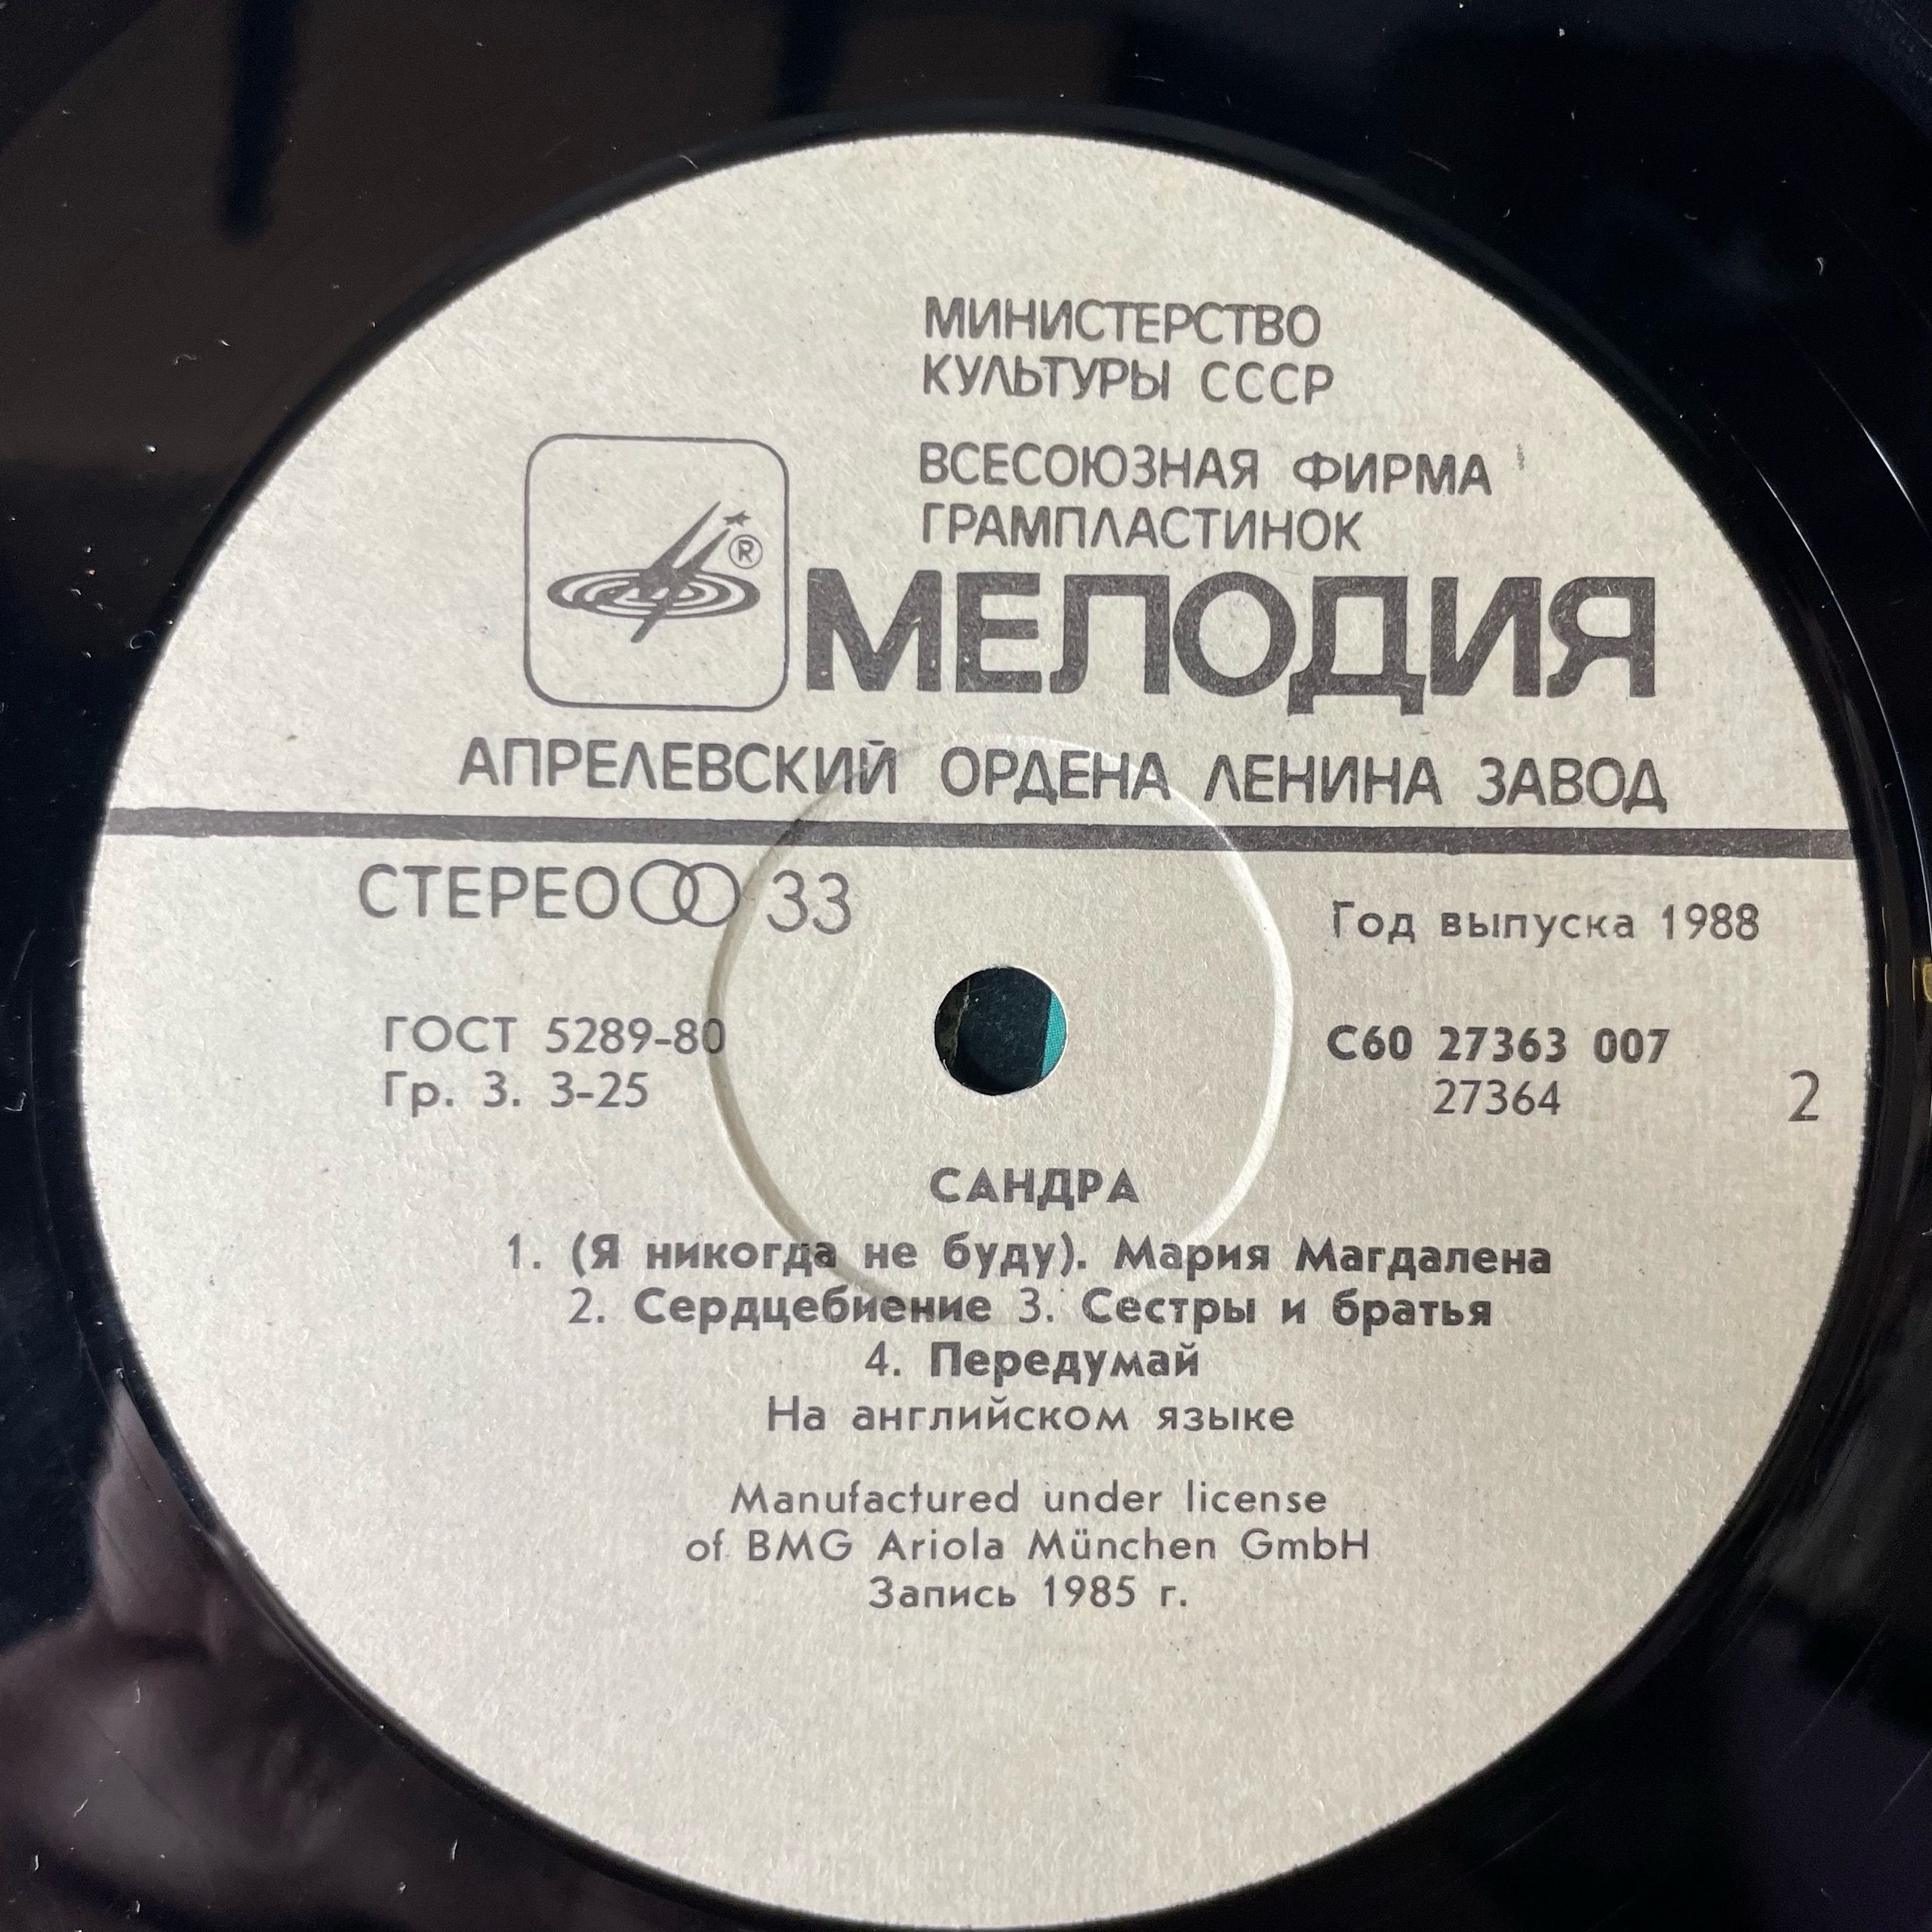 МИНИСТЕРСТВО
КУЛЬТУРЫ СССР
ВСЕСОЮЗНАЯ ФИРМА
ГРАМПЛАСТИНОК
®
МЕЛОДИЯ
АПРЕЛЕВСКИЙ ОРДЕНА ЛЕНИНА ЗАВОД
СТЕРЕО 33
Год выпуска 1988
ГОСТ 5289-80
Гр. 3. 3-25
С60 27363 007
27364
2
САНДРА
1. (Я никогда не буду). Мария Магдалена
2. Сердцебиение 3. Сестры и братья
4. Передумай
На английском языке
Manufactured under license
of BMG Ariola München GmbH
Запись 1985 г.